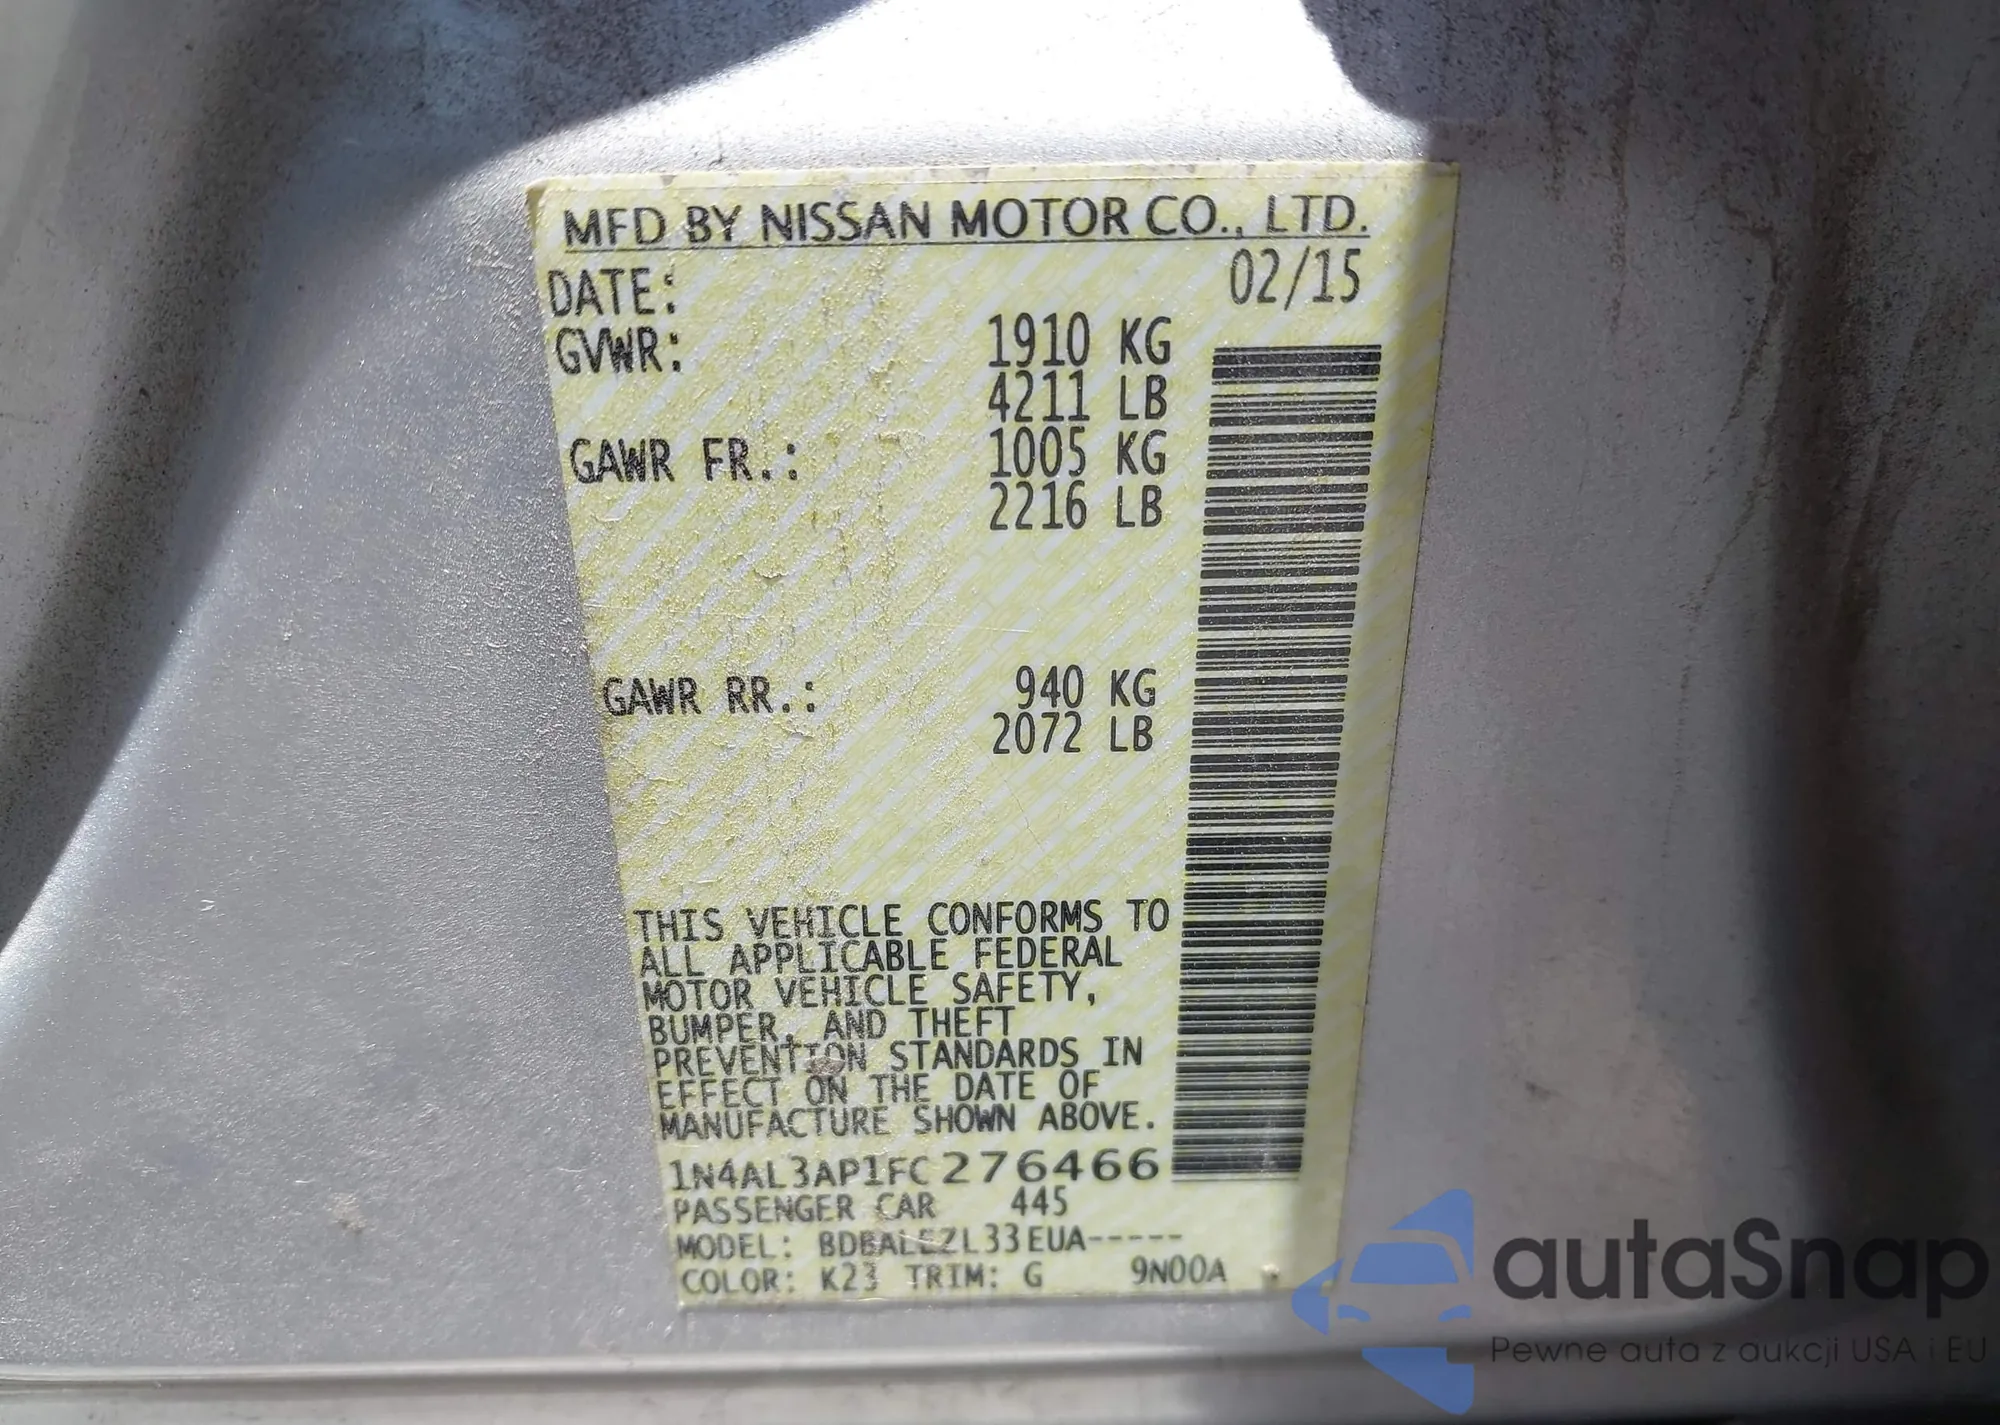 MFD BY NISSAN MOTOR CO., LTD.
DATE: 02/15
GVWR: 1910 KG
4211 LB
GAWR FR.: 1005 KG
2216 LB
GAWR RR.: 940 KG
2072 LB
THIS VEHICLE CONFORMS TO
ALL APPLICABLE FEDERAL
MOTOR VEHICLE SAFETY,
BUMPER, AND THEFT
PREVENTION STANDARDS IN
EFFECT ON THE DATE OF
MANUFACTURE SHOWN ABOVE.
1N4AL3AP1FC276466
PASSENGER CAR 445
MODEL: BDBALEZL33EUA-----
COLOR: K23 TRIM: G 9N00A
autaSnap
Pewne auta z aukcji USA i EU